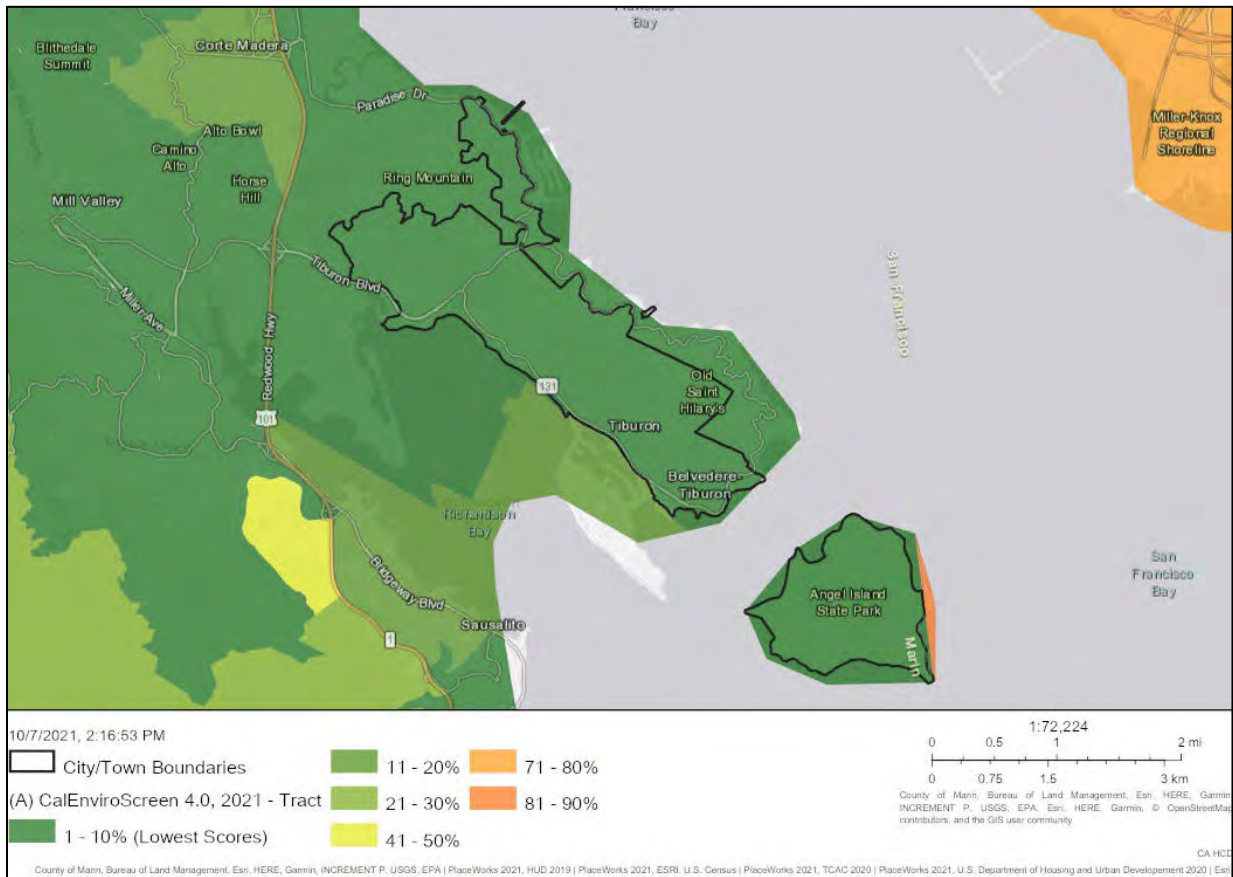 Francisco
Bay
Corte Madera
Blithedale
Summit
Paradise Dr
Miller-Knox
Regional
Shoreline
Alto Bowl
Camino
Alto
Ring Mountain
Horse
Hill
Mill Valley
Tiburon Blvd
San Francisco
Miller Ave
Redwood Hwy
Old
Saint
Hilary's
131
101
Tiburon
Belvedere-
Tiburon
Richardson
Bay
San
Francisco
Bay
Bridgeway Blvd
Angel Island
State Park
Sausalito
1
Marin
10/7/2021, 2:16:53 PM
City/Town Boundaries
(A) CalEnviroScreen 4.0, 2021 - Tract
1 - 10% (Lowest Scores)
11 - 20%
21 - 30%
41 - 50%
71 - 80%
81 - 90%
1:72,224
0 0.5 1 2 mi
0 0.75 1.5 3 km
County of Marin, Bureau of Land Management, Esri, HERE, Garmin,
INCREMENT P, USGS, EPA, Esri, HERE, Garmin, © OpenStreetMap
contributors, and the GIS user community
CA HCD
County of Marin, Bureau of Land Management, Esri, HERE, Garmin, INCREMENT P, USGS, EPA | PlaceWorks 2021, HUD 2019 | PlaceWorks 2021, ESRI, U.S. Census | PlaceWorks 2021, TCAC 2020 | PlaceWorks 2021, U.S. Department of Housing and Urban Developement 2020 | Esri